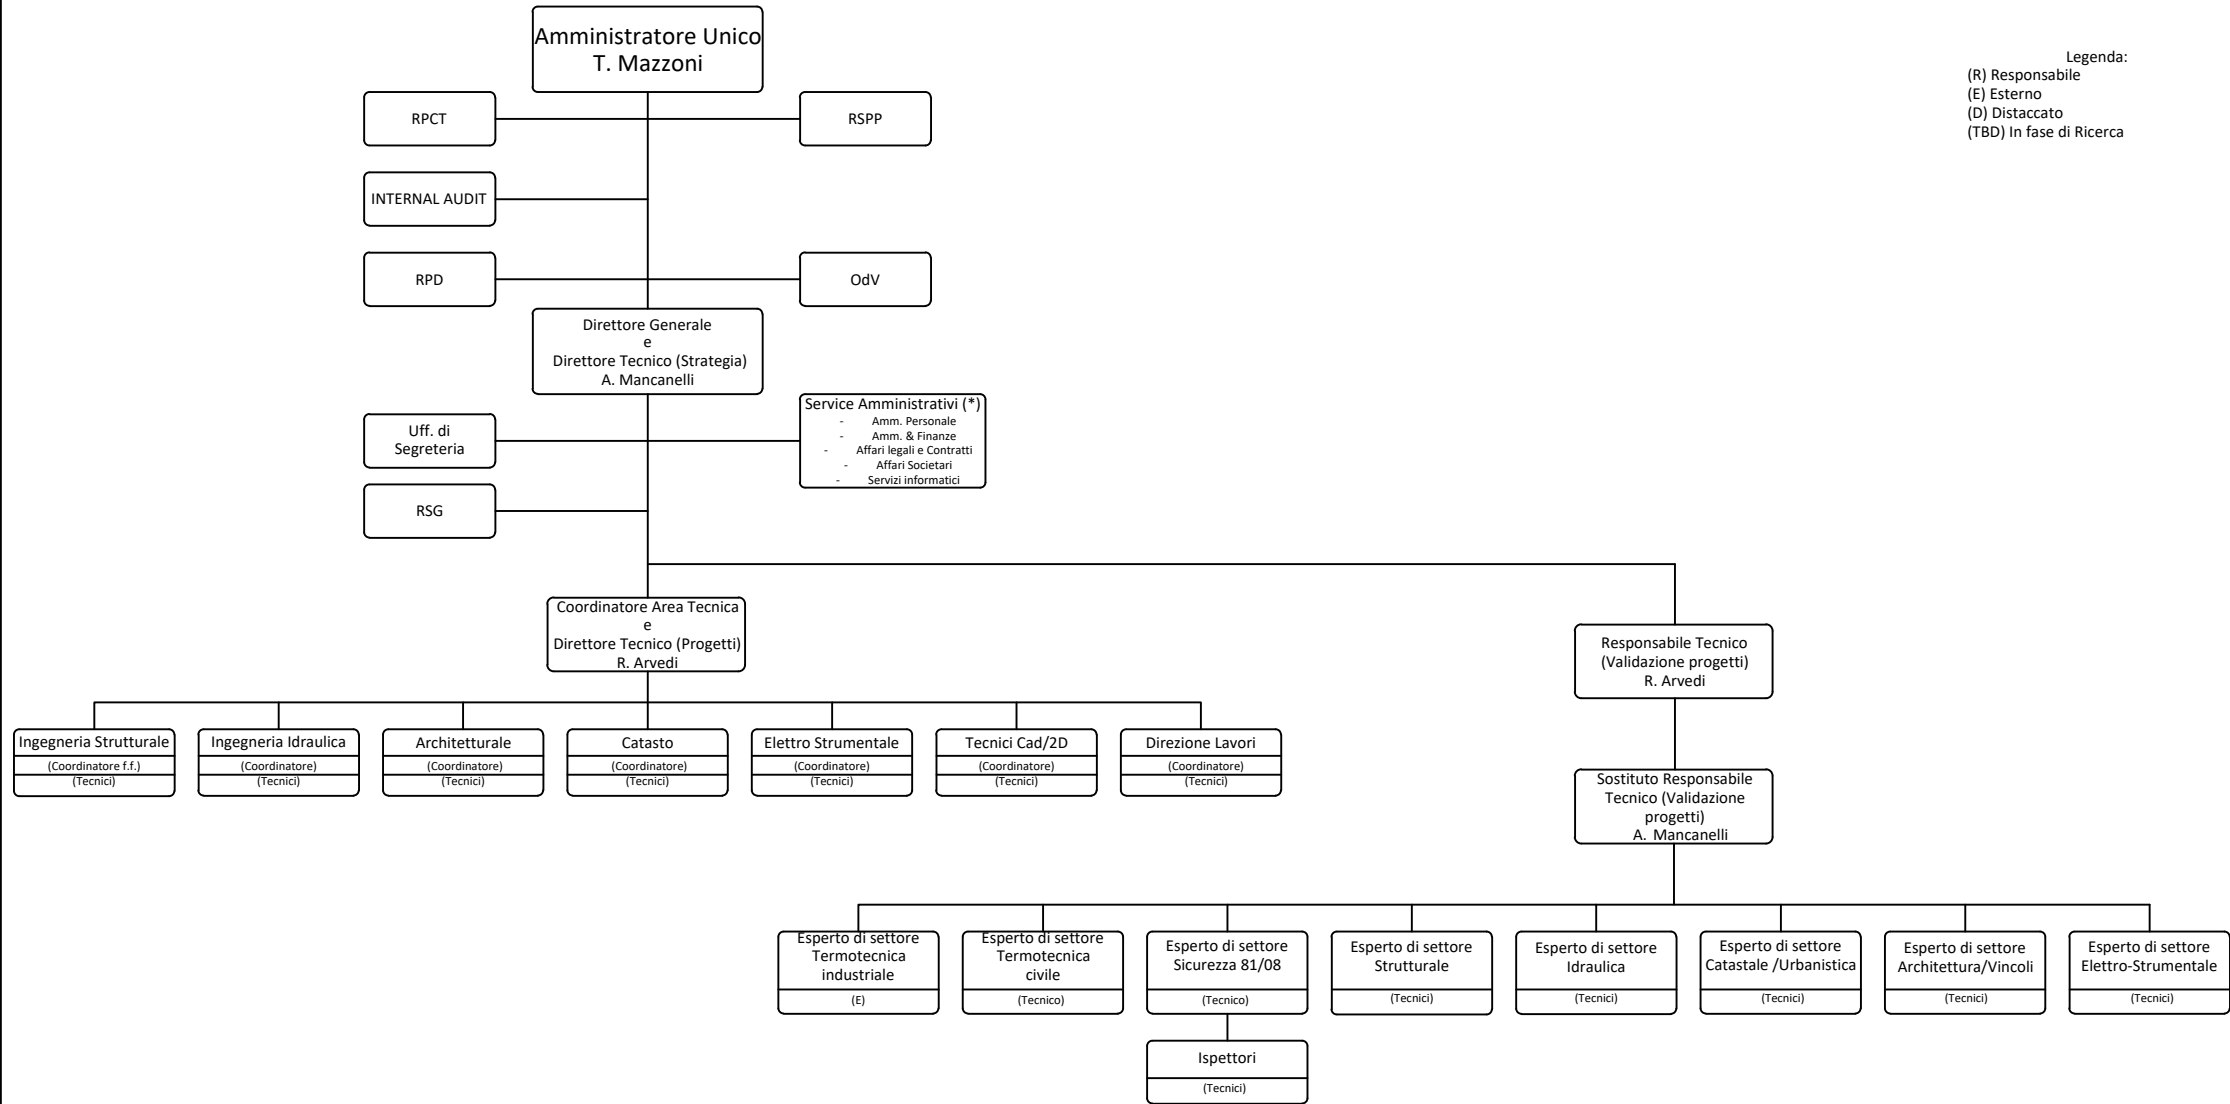 Amministratore Unico
T. Mazzoni
Legenda:
(R) Responsabile
(E) Esterno
(D) Distaccato
(TBD) In fase di Ricerca
RPCT
RSPP
INTERNAL AUDIT
RPD
OdV
Direttore Generale
e
Direttore Tecnico (Strategia)
A. Mancanelli
Uff. di
Segreteria
Service Amministrativi (*)
- Amm. Personale
- Amm. & Finanze
- Affari legali e Contratti
- Affari Societari
- Servizi informatici
RSG
Coordinatore Area Tecnica
e
Direttore Tecnico (Progetti)
R. Arvedi
Responsabile Tecnico
(Validazione progetti)
R. Arvedi
Ingegneria Strutturale
(Coordinatore f.f.)
(Tecnici)
Ingegneria Idraulica
(Coordinatore)
(Tecnici)
Architetturale
(Coordinatore)
(Tecnici)
Catasto
(Coordinatore)
(Tecnici)
Elettro Strumentale
(Coordinatore)
(Tecnici)
Tecnici Cad/2D
(Coordinatore)
(Tecnici)
Direzione Lavori
(Coordinatore)
(Tecnici)
Sostituto Responsabile
Tecnico (Validazione
progetti)
A. Mancanelli
Esperto di settore
Termotecnica
industriale
(E)
Esperto di settore
Termotecnica
civile
(Tecnico)
Esperto di settore
Sicurezza 81/08
(Tecnico)
Esperto di settore
Strutturale
(Tecnici)
Esperto di settore
Idraulica
(Tecnici)
Esperto di settore
Catastale /Urbanistica
(Tecnici)
Esperto di settore
Architettura/Vincoli
(Tecnici)
Esperto di settore
Elettro-Strumentale
(Tecnici)
Ispettori
(Tecnici)